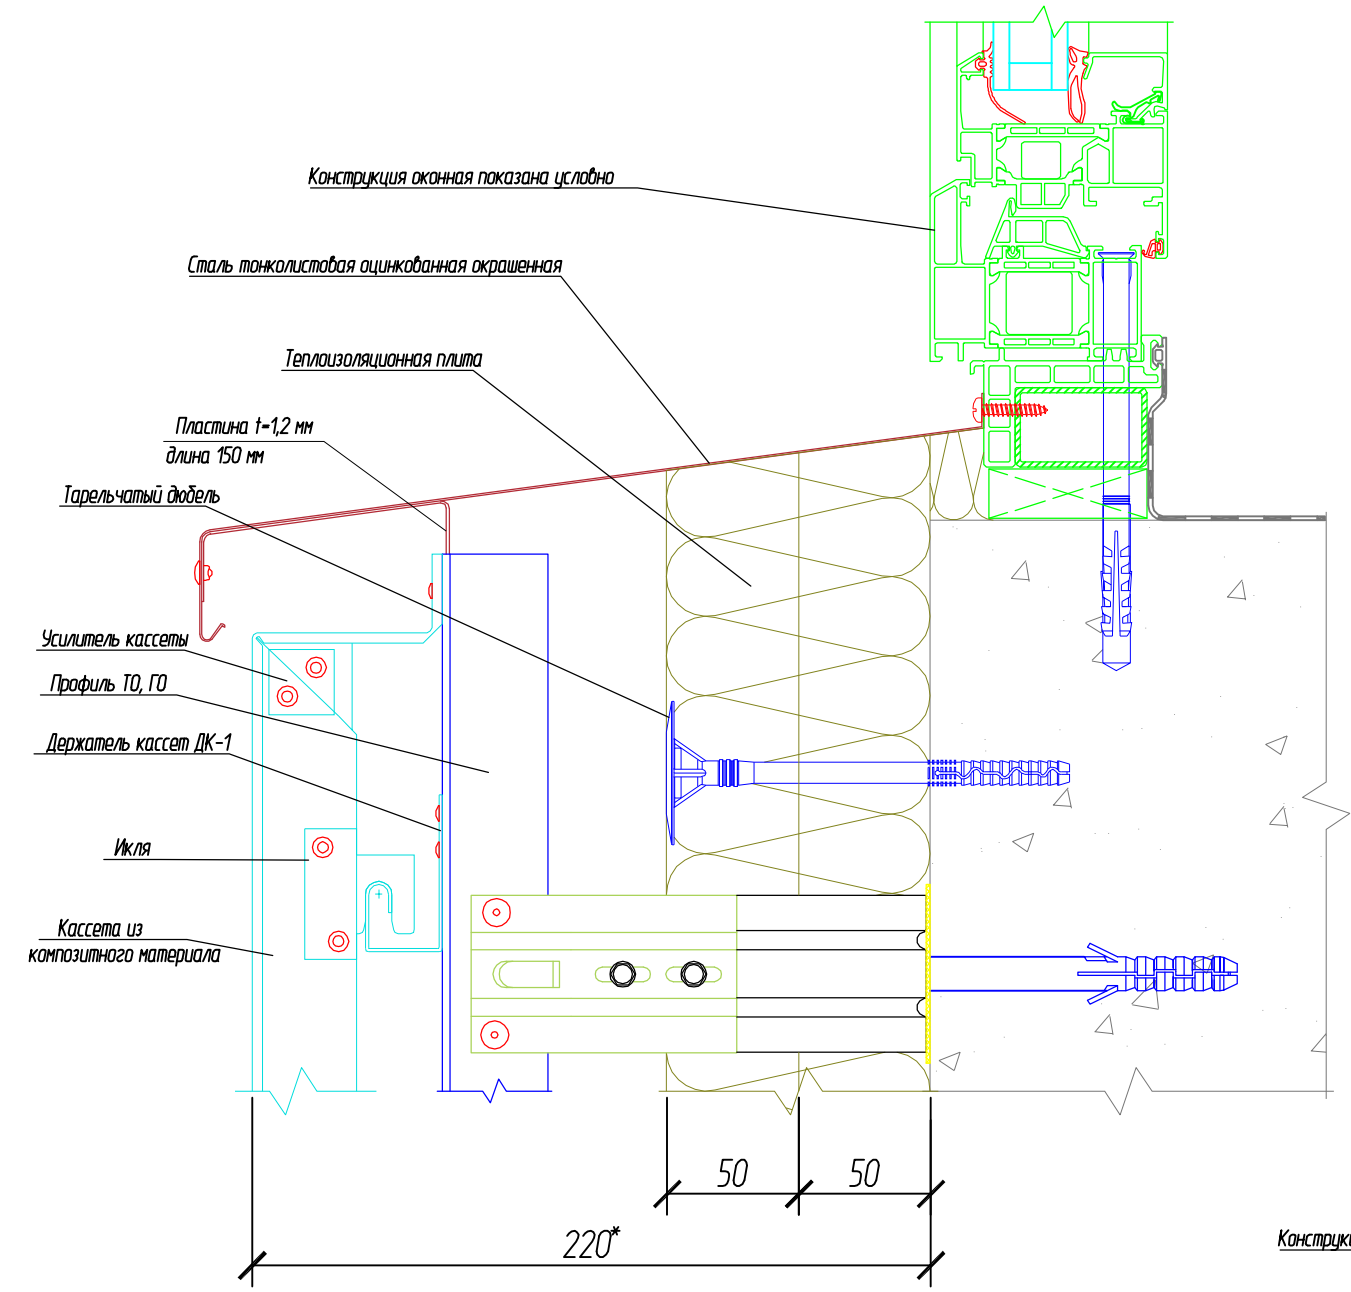 Конструкция оконная показана условно
Сталь тонколистовая оцинкованная окрашенная
Теплоизоляционная плита
Пластина t=1,2 мм
длина 150 мм
Тарельчатый дюбель
Усилитель кассеты
Профиль ТО, ГО
Держатель кассет ДК-1
Икля
Кассета из
композитного материала
50
50
220*
Конструкц